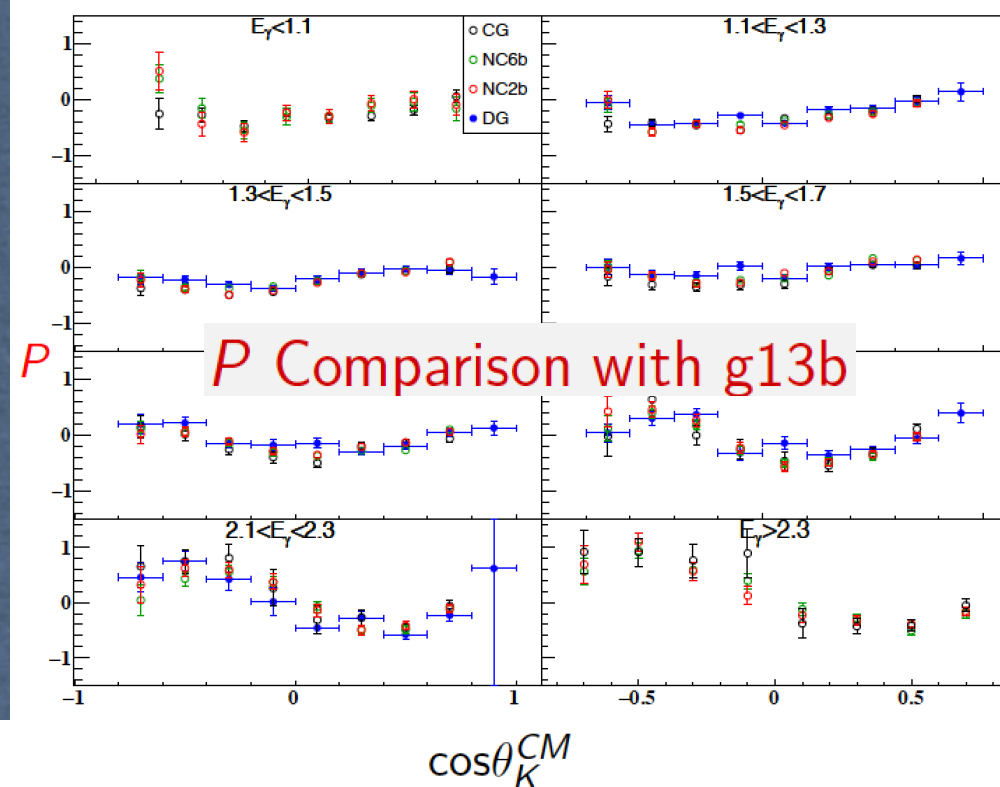 E_γ<1.1
CG
NC6b
NC2b
DG
1.1<E_γ<1.3
1
0
−1
1.3<E_γ<1.5
1.5<E_γ<1.7
1
0
−1
P
P Comparison with g13b
1
0
−1
2.1<E_γ<2.3
E_γ>2.3
1
0
−1
−1 0 1 −0.5 0 0.5
cosθ_K^{CM}